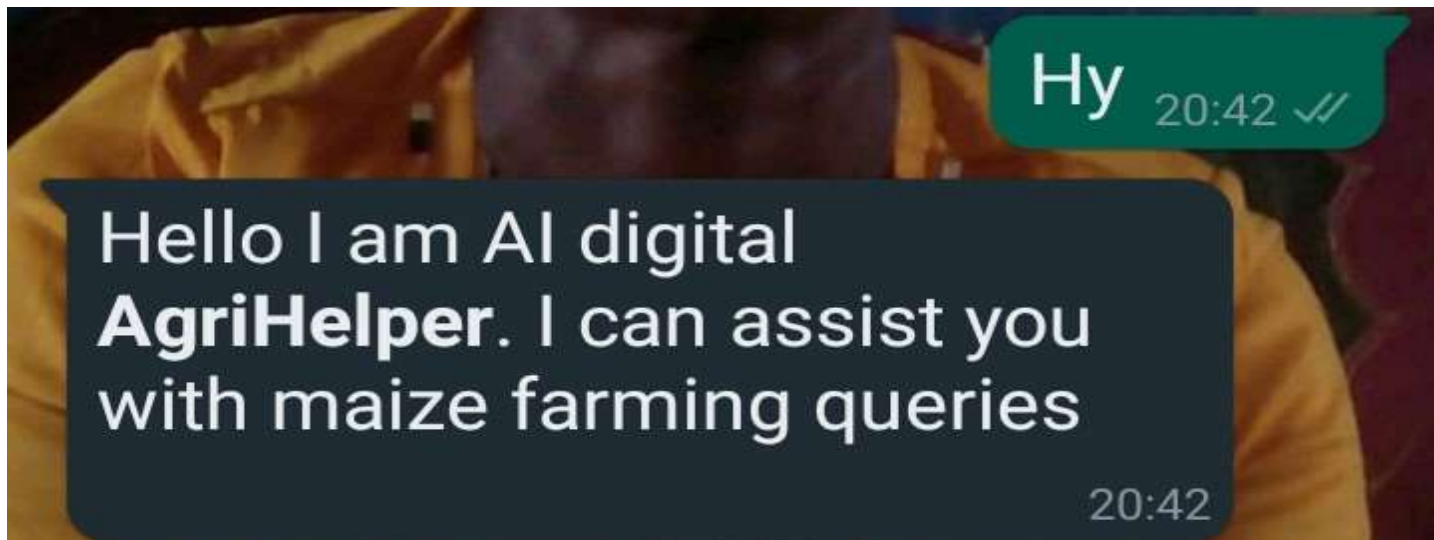 Hy 20:42
Hello I am AI digital
AgriHelper. I can assist you
with maize farming queries
20:42